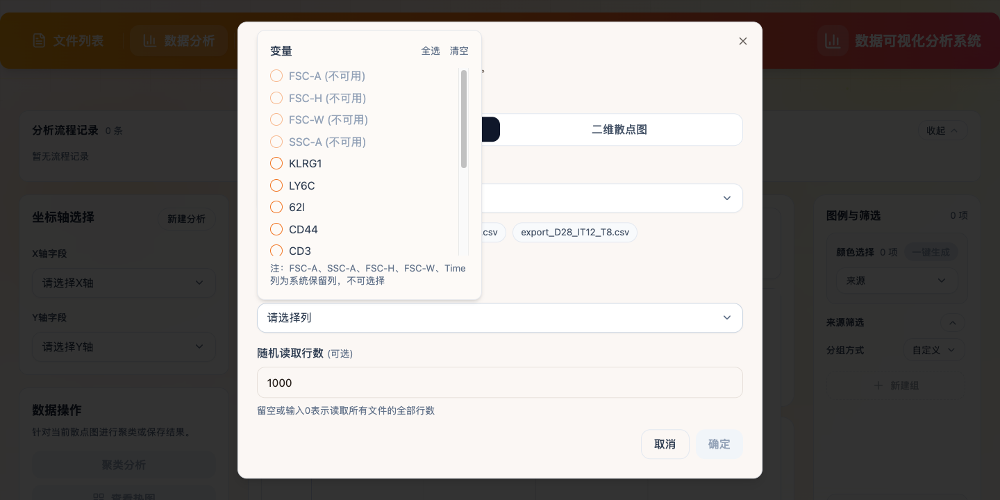 文件列表
数据分析
数据可视化分析系统
变量
全选
清空
FSC-A (不可用)
FSC-H (不可用)
FSC-W (不可用)
SSC-A (不可用)
KLRG1
LY6C
62l
CD44
CD3
注：FSC-A、SSC-A、FSC-H、FSC-W、Time
列为系统保留列，不可选择
。
二维散点图
.csv
export_D28_IT12_T8.csv
请选择列
随机读取行数 (可选)
1000
留空或输入0表示读取所有文件的全部行数
取消
确定
分析流程记录 0 条
收起
暂无流程记录
坐标轴选择
新建分析
X轴字段
请选择X轴
Y轴字段
请选择Y轴
数据操作
针对当前散点图进行聚类或保存结果。
聚类分析
查看热图
图例与筛选
0 项
颜色选择 0 项
一键生成
来源
来源筛选
分组方式
自定义
新建组